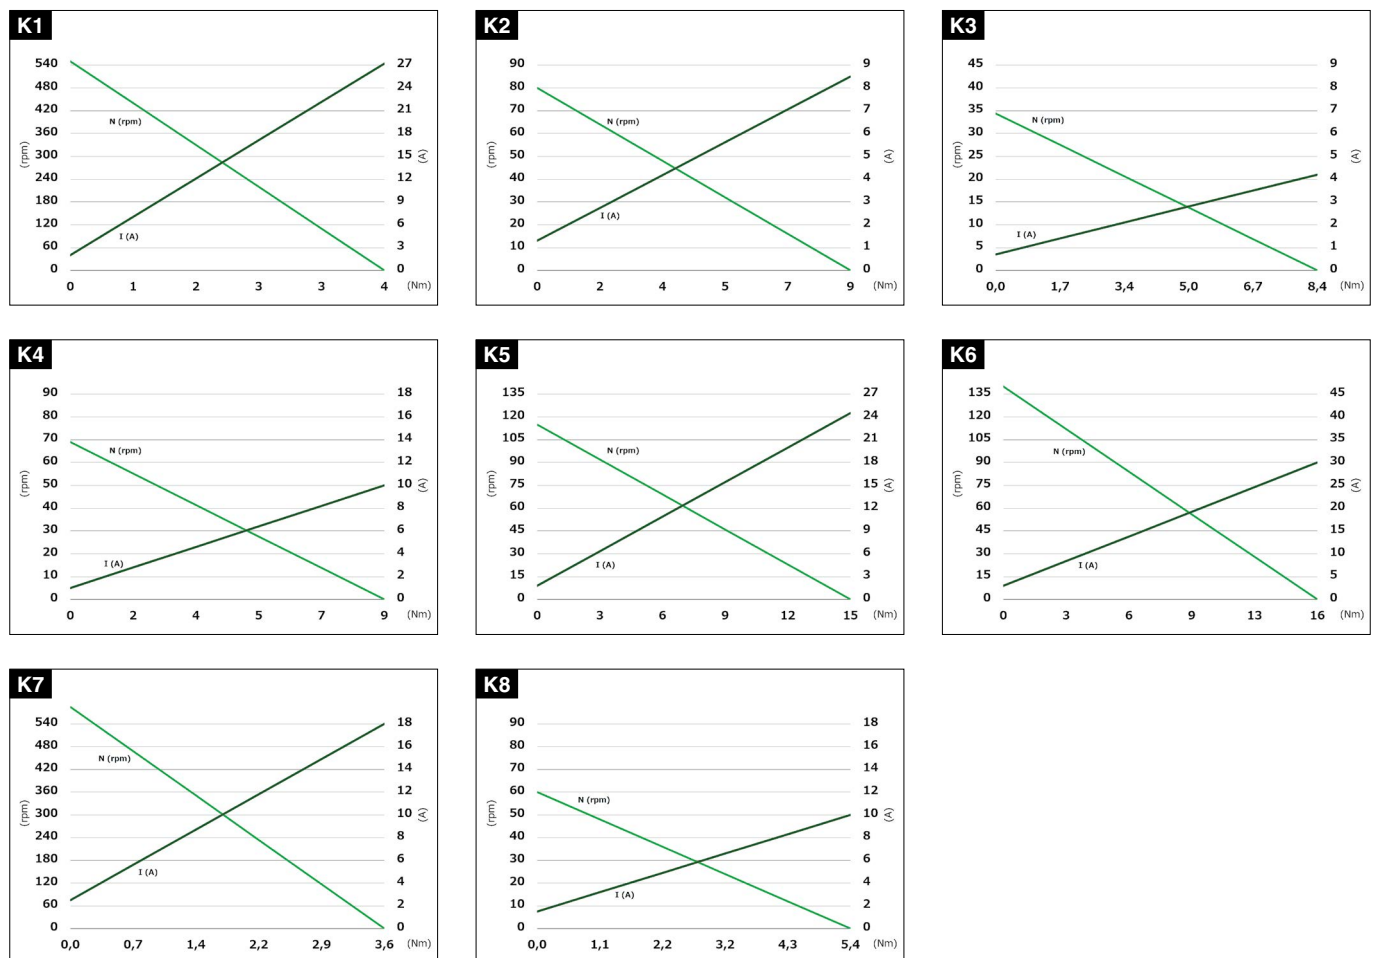 K1
540 27
480 24
420 21
N (rpm)
360 18
300 15
(rpm) (A)
240 12
180 9
120 6
I (A)
60 3
0 0
0 1 2 3 3 4 (Nm)
K2
90 9
80 8
70 7
N (rpm)
60 6
50 5
(rpm) (A)
40 4
30 3
I (A)
20 2
10 1
0 0
0 2 4 5 7 9 (Nm)
K3
45 9
40 8
35 7
N (rpm)
30 6
25 5
(rpm) (A)
20 4
15 3
I (A)
10 2
5 1
0 0
0,0 1,7 3,4 5,0 6,7 8,4 (Nm)
K4
90 18
80 16
70 14
N (rpm)
60 12
50 10
(rpm) (A)
40 8
30 6
20 4
I (A)
10 2
0 0
0 2 4 5 7 9 (Nm)
K5
135 27
120 24
105 21
N (rpm)
90 18
75 15
(rpm) (A)
60 12
45 9
30 6
I (A)
15 3
0 0
0 3 6 9 12 15 (Nm)
K6
135 45
120 40
105 35
N (rpm)
90 30
75 25
(rpm) (A)
60 20
45 15
30 10
I (A)
15 5
0 0
0 3 6 9 13 16 (Nm)
K7
540 18
480 16
N (rpm)
420 14
360 12
300 10
(rpm) (A)
240 8
180 6
I (A)
120 4
60 2
0 0
0,0 0,7 1,4 2,2 2,9 3,6 (Nm)
K8
90 18
80 16
70 14
60 12
N (rpm)
50 10
(rpm) (A)
40 8
30 6
20 4
I (A)
10 2
0 0
0,0 1,1 2,2 3,2 4,3 5,4 (Nm)